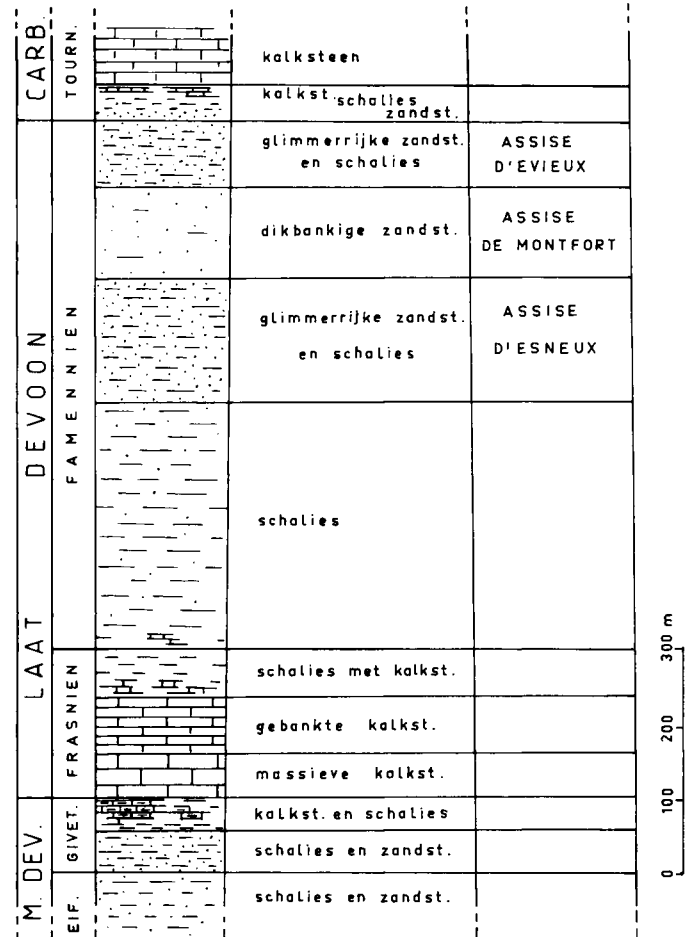 CARB.
TOURN.
kalksteen
kalkst. schalies
zandst.
LAAT DEVOON
FAMENNIEN
glimmerrijke zandst.
en schalies
ASSISE
D'EVIEUX
dikbankige zandst.
ASSISE
DE MONTFORT
glimmerrijke zandst.
en schalies
ASSISE
D'ESNEUX
schalies
FRASNIEN
schalies met kalkst.
gebankte kalkst.
massieve kalkst.
M. DEV.
GIVET.
kalkst. en schalies
schalies en zandst.
EIF.
schalies en zandst.
300 m
200
100
0